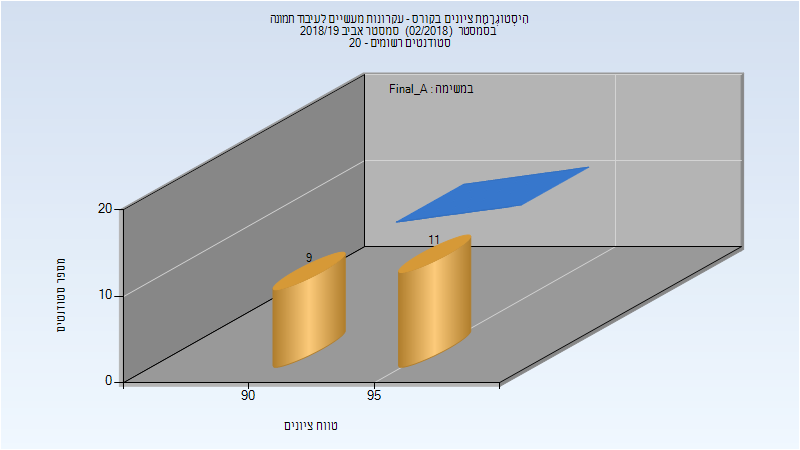 היסטוגרמת ציונים בקורס - עקרונות מעשיים לעיבוד תמונה
בסמסטר (02/2018) סמסטר אביב 2018/19
סטודנטים רשומים - 20
במשימה : Final_A
מספר סטודנטים
20
10
0
9
11
90
95
טווח ציונים